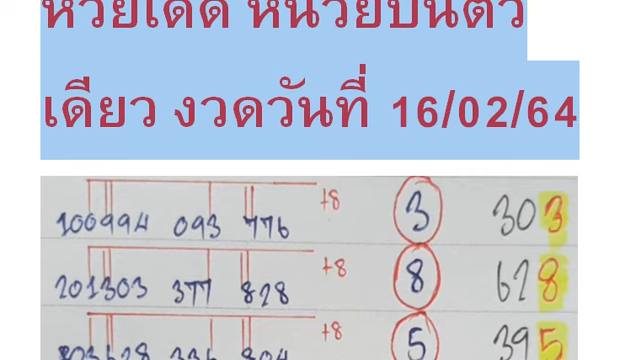 หวยเด็ด หน่วยบนตัว
เดียว งวดวันที่ 16/02/64
100994 093 776 +8 3 303
201303 377 828 +8 8 628
+8 5 395